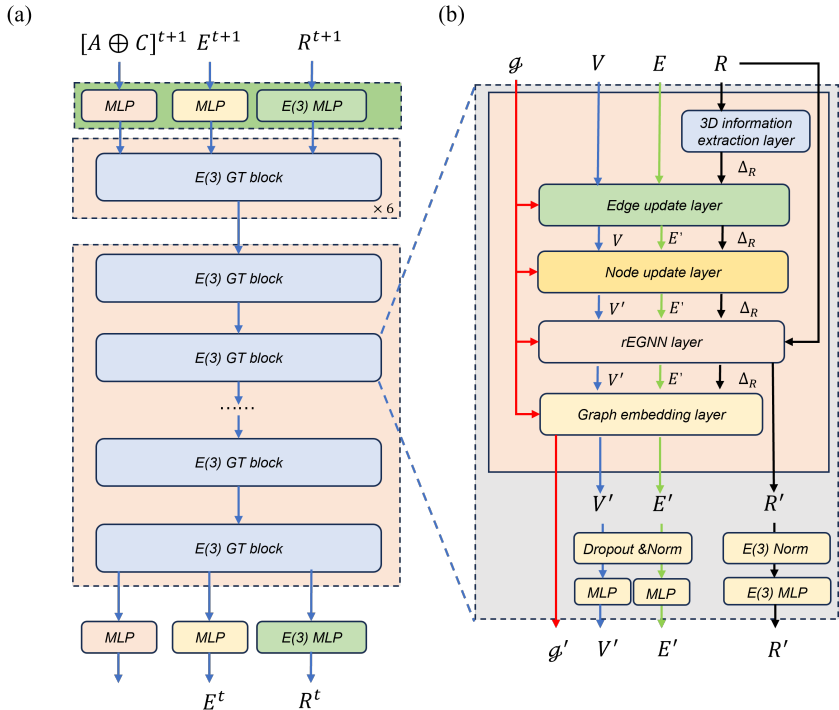 (a)
[A ⊕ C]^{t+1} E^{t+1} R^{t+1}
MLP MLP E(3) MLP
E(3) GT block
× 6
E(3) GT block
E(3) GT block
······
E(3) GT block
E(3) GT block
MLP MLP E(3) MLP
E^t R^t
(b)
𝒢 V E R
3D information
extraction layer
Δ_R
Edge update layer
V E' Δ_R
Node update layer
V′ E' Δ_R
rEGNN layer
V′ E' Δ_R
Graph embedding layer
V′ E′ R′
Dropout &Norm E(3) Norm
MLP MLP E(3) MLP
𝒢′ V′ E′ R′